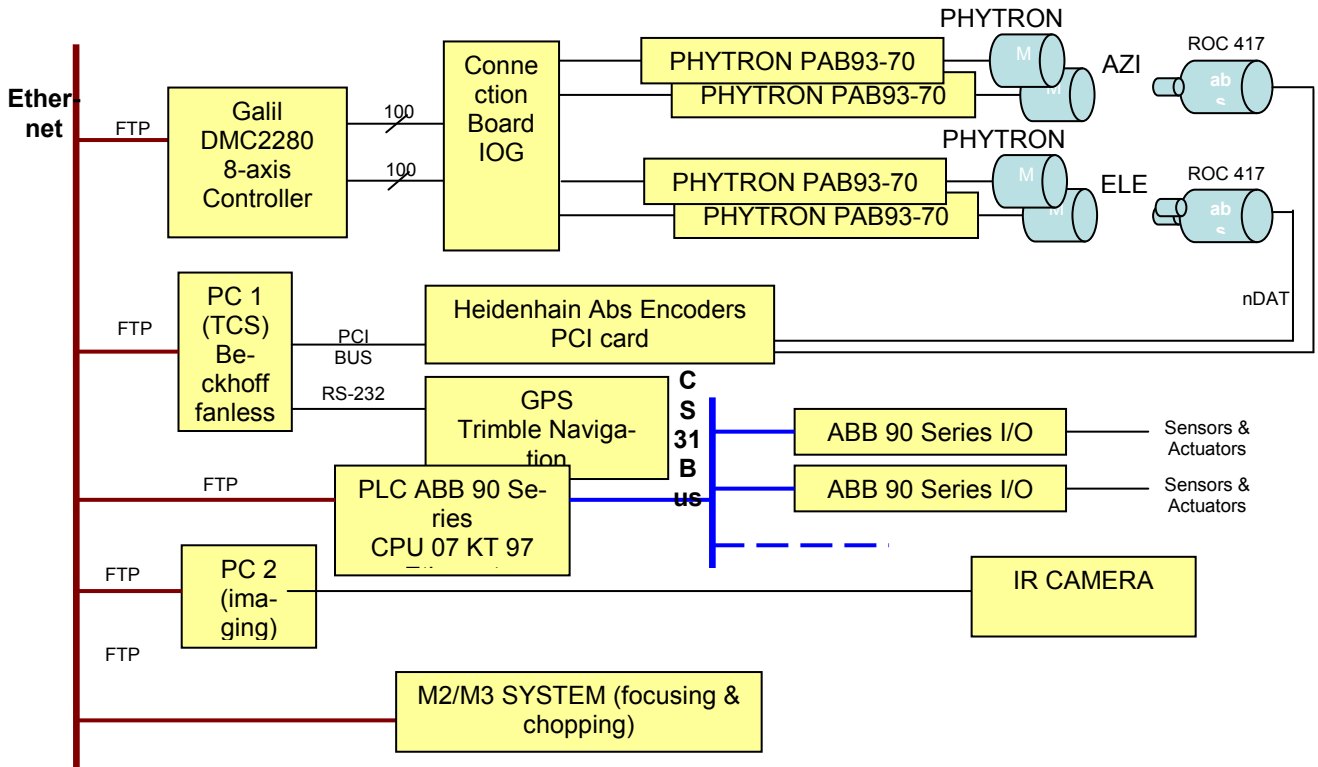 Ether-
net
FTP
Galil
DMC2280
8-axis
Controller
100
100
Conne
ction
Board
IOG
PHYTRON PAB93-70
PHYTRON PAB93-70
PHYTRON
M
M
AZI
ROC 417
ab
s
PHYTRON PAB93-70
PHYTRON PAB93-70
PHYTRON
M
M
ELE
ROC 417
ab
s
nDAT
FTP
PC 1
(TCS)
Be-
ckhoff
fanless
PCI
BUS
RS-232
Heidenhain Abs Encoders
PCI card
GPS
Trimble Naviga-
tion
C
S
31
B
us
FTP
PLC ABB 90 Se-
ries
CPU 07 KT 97
ABB 90 Series I/O
Sensors &
Actuators
ABB 90 Series I/O
Sensors &
Actuators
FTP
PC 2
(ima-
ging)
IR CAMERA
FTP
M2/M3 SYSTEM (focusing &
chopping)